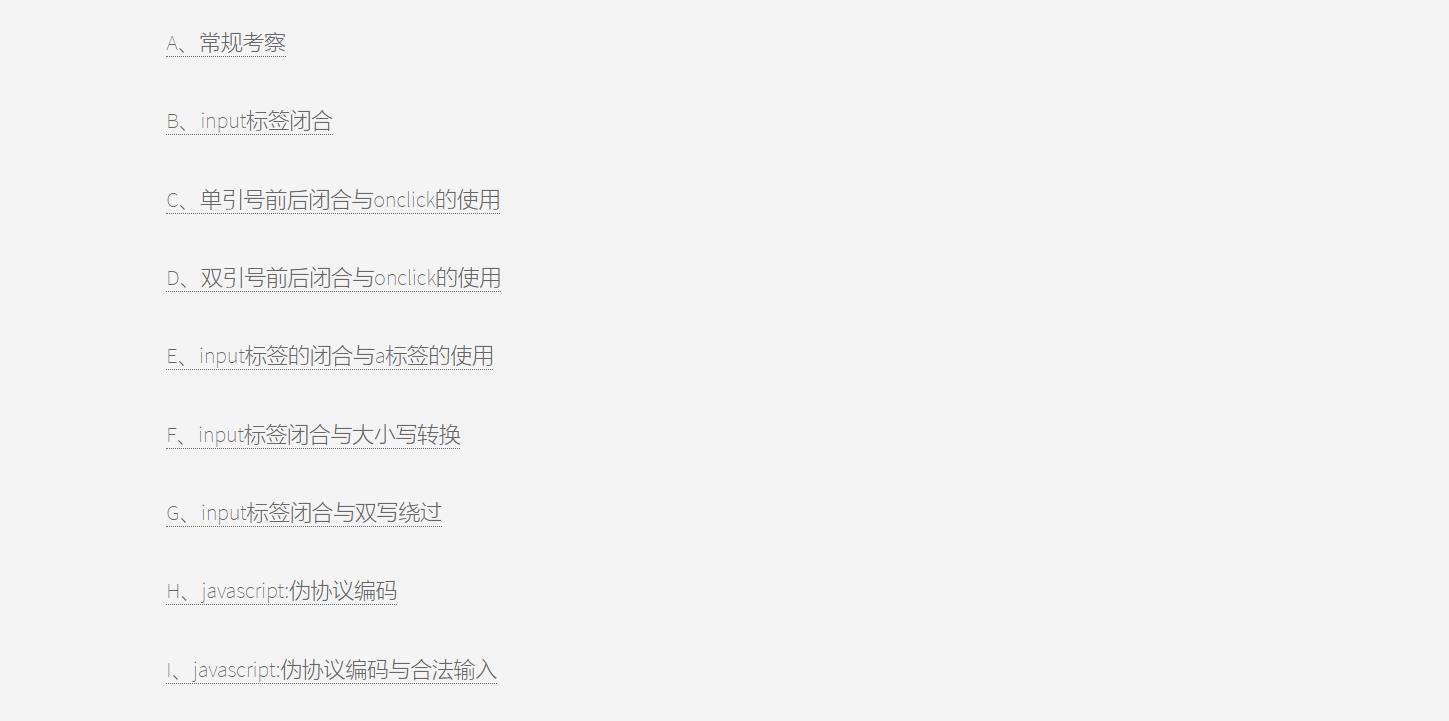 A、常规考察
B、input标签闭合
C、单引号前后闭合与onclick的使用
D、双引号前后闭合与onclick的使用
E、input标签的闭合与a标签的使用
F、input标签闭合与大小写转换
G、input标签闭合与双写绕过
H、javascript:伪协议编码
I、javascript:伪协议编码与合法输入